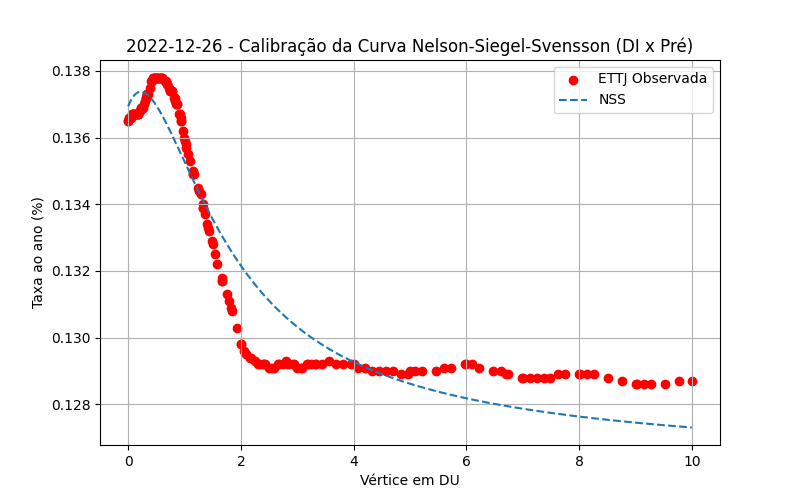 2022-12-26 - Calibração da Curva Nelson-Siegel-Svensson (DI x Pré)
ETTJ Observada
NSS
Taxa ao ano (%)
0.138
0.136
0.134
0.132
0.130
0.128
0 2 4 6 8 10
Vértice em DU